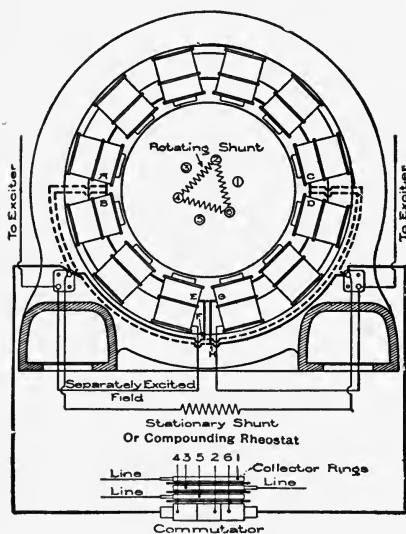 Rotating Shunt
3
2
1
4
6
5
A
B
C
D
E
G
To Exciter
To Exciter
Separately Excited
Field
Stationary Shunt
Or Compounding Rheostat
4 3 5 2 6 1
Collector Rings
Line
Line
Line
Commutator